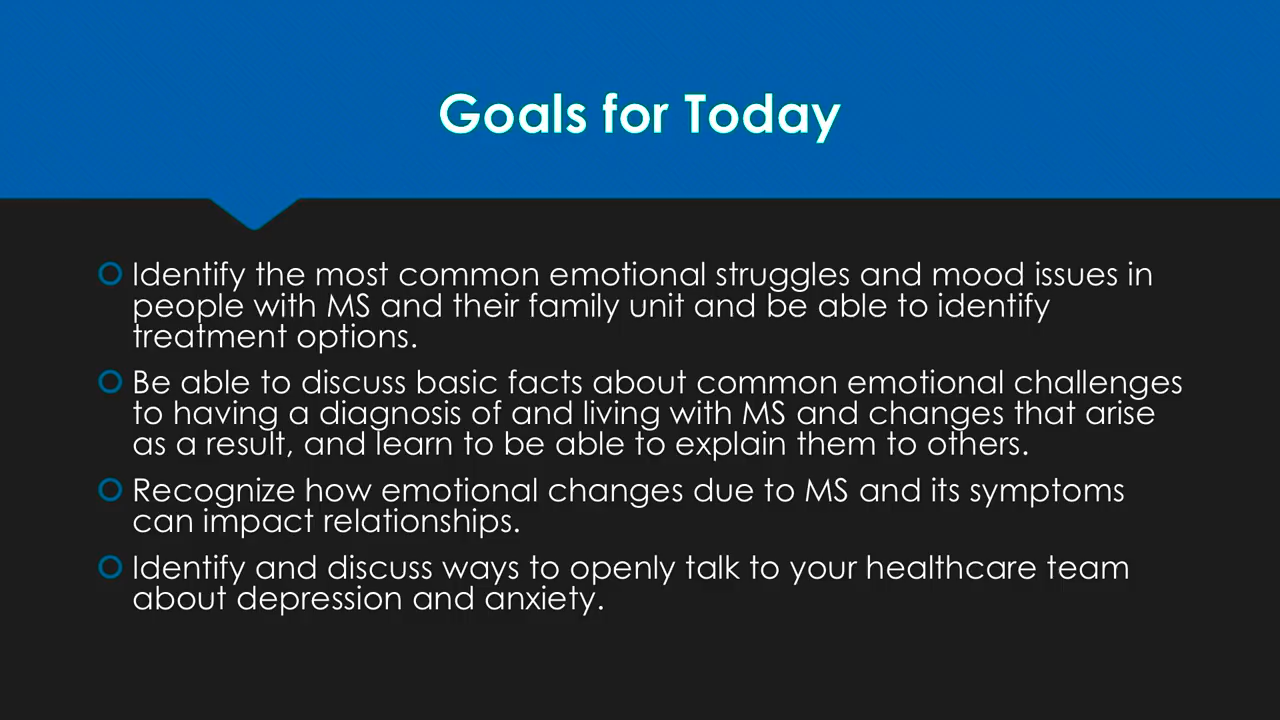 Goals for Today
Identify the most common emotional struggles and mood issues in
people with MS and their family unit and be able to identify
treatment options.
Be able to discuss basic facts about common emotional challenges
to having a diagnosis of and living with MS and changes that arise
as a result, and learn to be able to explain them to others.
Recognize how emotional changes due to MS and its symptoms
can impact relationships.
Identify and discuss ways to openly talk to your healthcare team
about depression and anxiety.